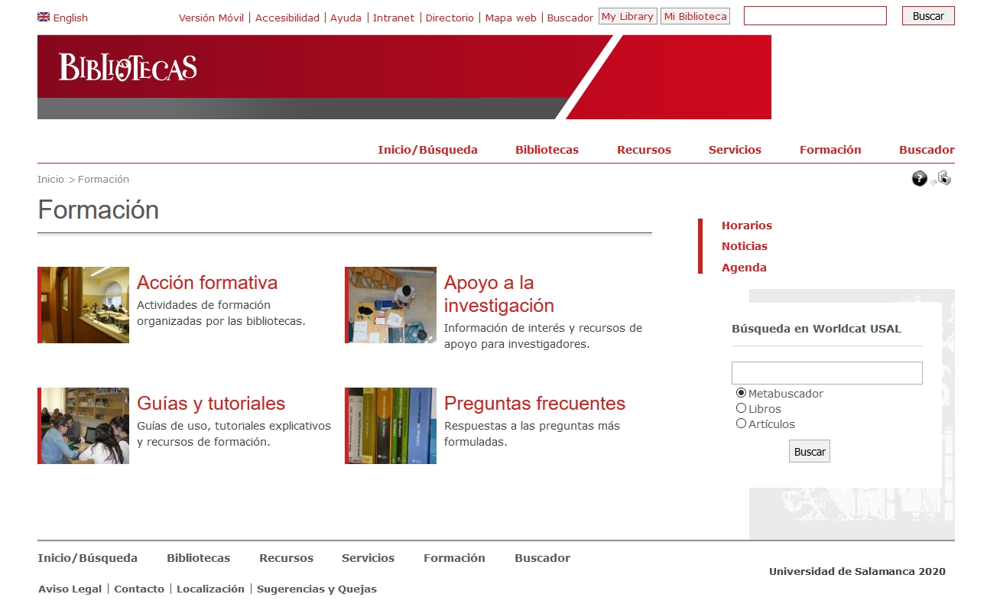 English
Versión Móvil | Accesibilidad | Ayuda | Intranet | Directorio | Mapa web | Buscador My Library Mi Biblioteca Buscar
BIBLIOTECAS
Inicio/Búsqueda Bibliotecas Recursos Servicios Formación Buscador
Inicio > Formación
Formación
Acción formativa
Actividades de formación
organizadas por las bibliotecas.
Apoyo a la
investigación
Información de interés y recursos de
apoyo para investigadores.
Guías y tutoriales
Guías de uso, tutoriales explicativos
y recursos de formación.
Preguntas frecuentes
Respuestas a las preguntas más
formuladas.
Horarios
Noticias
Agenda
Búsqueda en Worldcat USAL
Metabuscador
Libros
Artículos
Buscar
Inicio/Búsqueda Bibliotecas Recursos Servicios Formación Buscador
Aviso Legal | Contacto | Localización | Sugerencias y Quejas
Universidad de Salamanca 2020